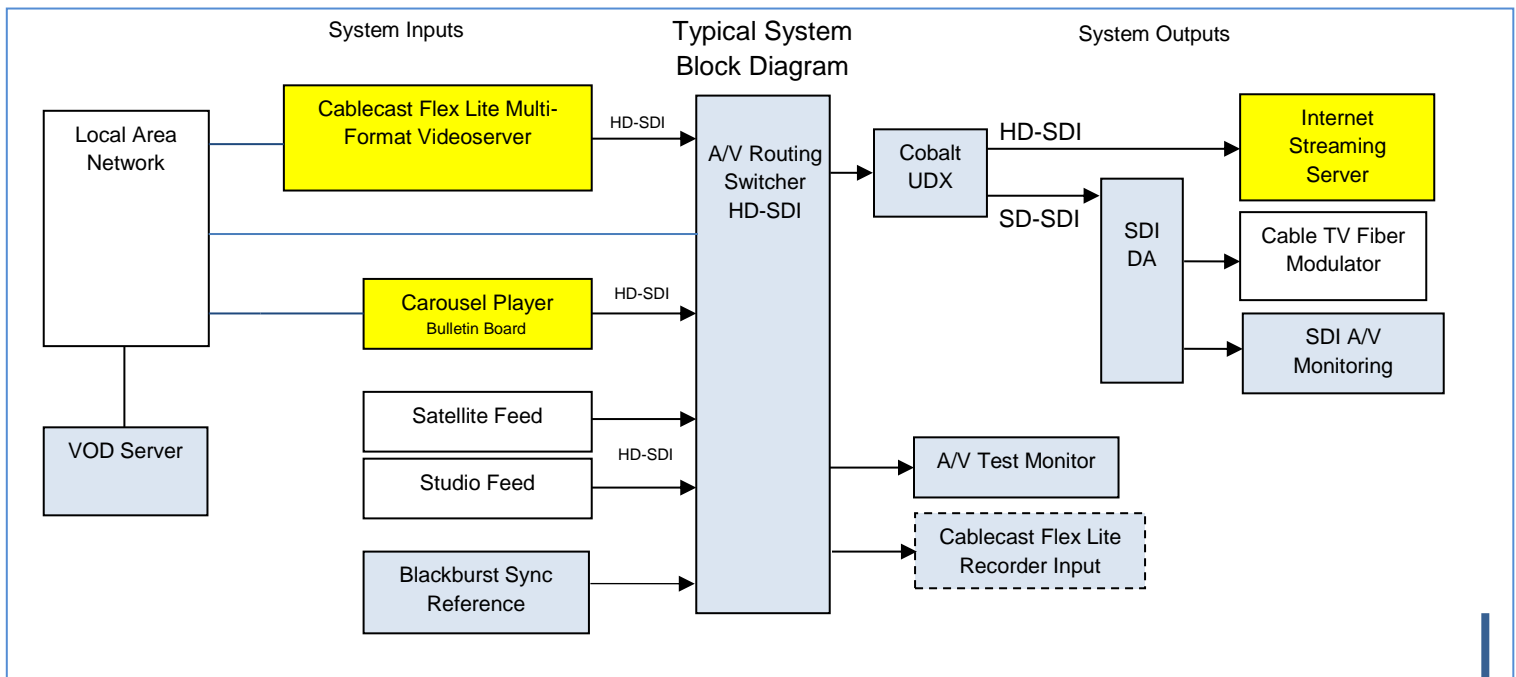 System Inputs
Typical System
Block Diagram
System Outputs
Local Area
Network
Cablecast Flex Lite Multi-
Format Videoserver
HD-SDI
A/V Routing
Switcher
HD-SDI
Cobalt
UDX
HD-SDI
SD-SDI
Internet
Streaming
Server
SDI
DA
Cable TV Fiber
Modulator
SDI A/V
Monitoring
Carousel Player
Bulletin Board
HD-SDI
Satellite Feed
HD-SDI
Studio Feed
VOD Server
Blackburst Sync
Reference
A/V Test Monitor
Cablecast Flex Lite
Recorder Input